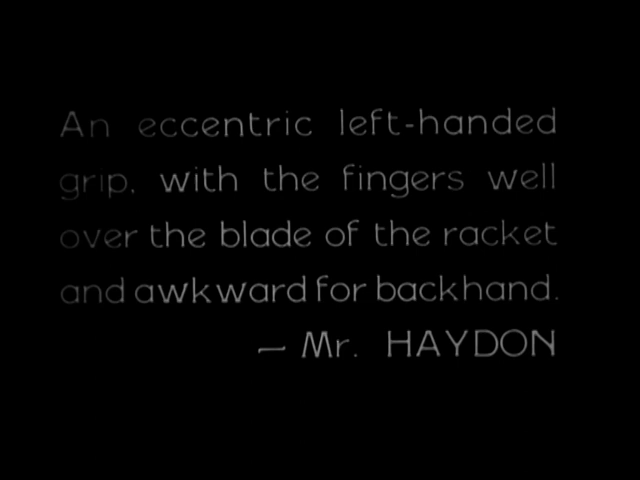 An eccentric left-handed
grip, with the fingers well
over the blade of the racket
and awkward for backhand.
— Mr. HAYDON